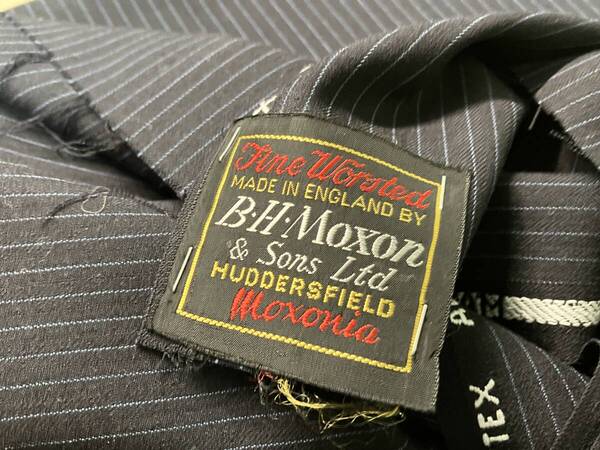 Fine Worsted
MADE IN ENGLAND BY
B·H·Moxon
& Sons Ltd
HUDDERSFIELD
Moxonia
TEX